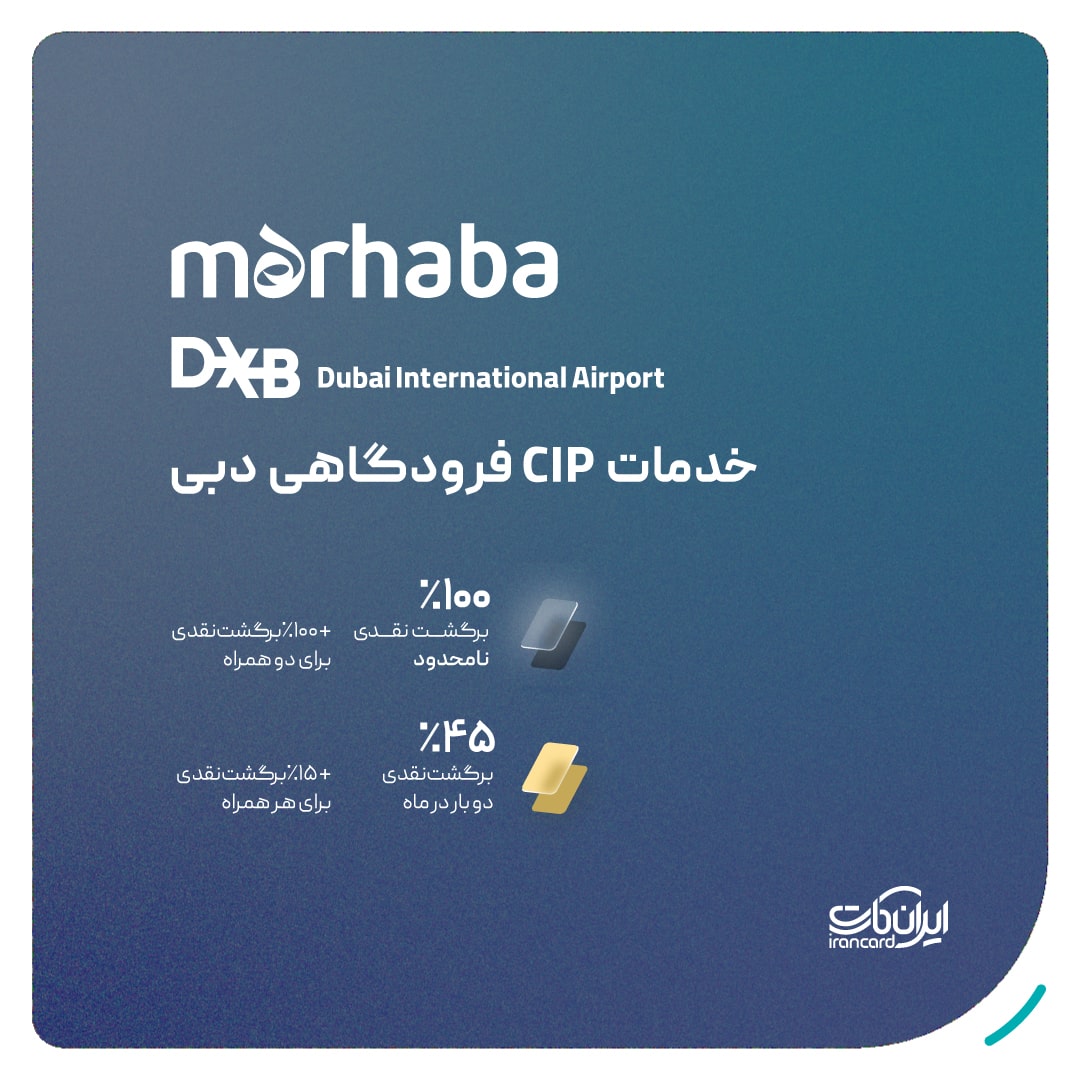 marhaba
DXB Dubai International Airport
خدمات CIP فرودگاهی دبی
٪۱۰۰
برگشت نقدی
نامحدود
+۱۰۰٪ برگشت نقدی
برای دو همراه
٪۴۵
برگشت نقدی
دو بار در ماه
+۱۵٪ برگشت نقدی
برای هر همراه
ایران‌کارت
irancard